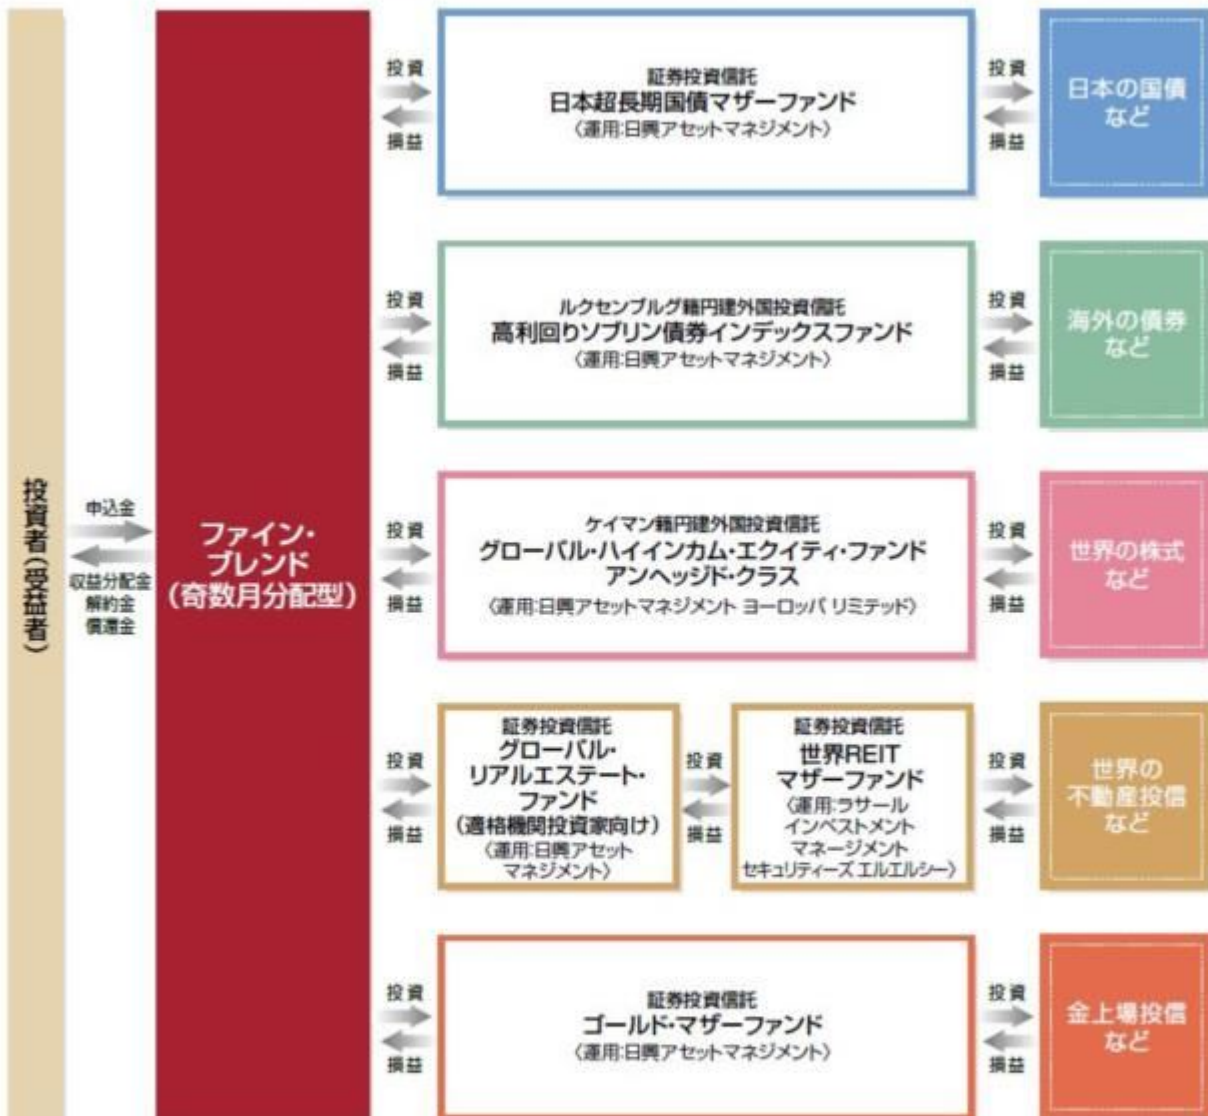 投資者(受益者)
申込金
収益分配金
解約金
償還金
ファイン・
ブレンド
(奇数月分配型)
投資
損益
証券投資信託
日本超長期国債マザーファンド
〈運用:日興アセットマネジメント〉
投資
損益
日本の国債
など
投資
損益
ルクセンブルグ籍円建外国投資信託
高利回りソブリン債券インデックスファンド
〈運用:日興アセットマネジメント〉
投資
損益
海外の債券
など
投資
損益
ケイマン籍円建外国投資信託
グローバル・ハイインカム・エクイティ・ファンド
アンヘッジド・クラス
〈運用:日興アセットマネジメント ヨーロッパ リミテッド〉
投資
損益
世界の株式
など
投資
損益
証券投資信託
グローバル・
リアルエステート・
ファンド
(適格機関投資家向け)
〈運用:日興アセット
マネジメント〉
投資
損益
証券投資信託
世界REIT
マザーファンド
〈運用:ラサール
インベストメント
マネージメント
セキュリティーズ エルエルシー〉
投資
損益
世界の
不動産投信
など
投資
損益
証券投資信託
ゴールド・マザーファンド
〈運用:日興アセットマネジメント〉
投資
損益
金上場投信
など